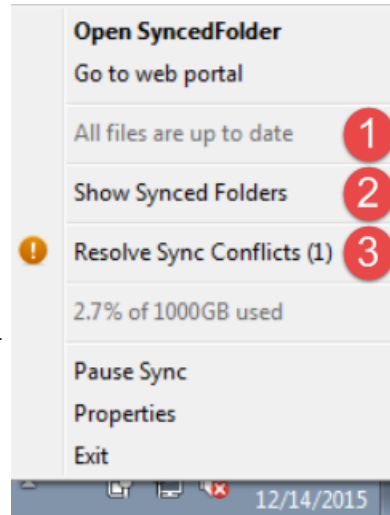 Open SyncedFolder
Go to web portal
All files are up to date 1
Show Synced Folders 2
! Resolve Sync Conflicts (1) 3
2.7% of 1000GB used
Pause Sync
Properties
Exit
12/14/2015